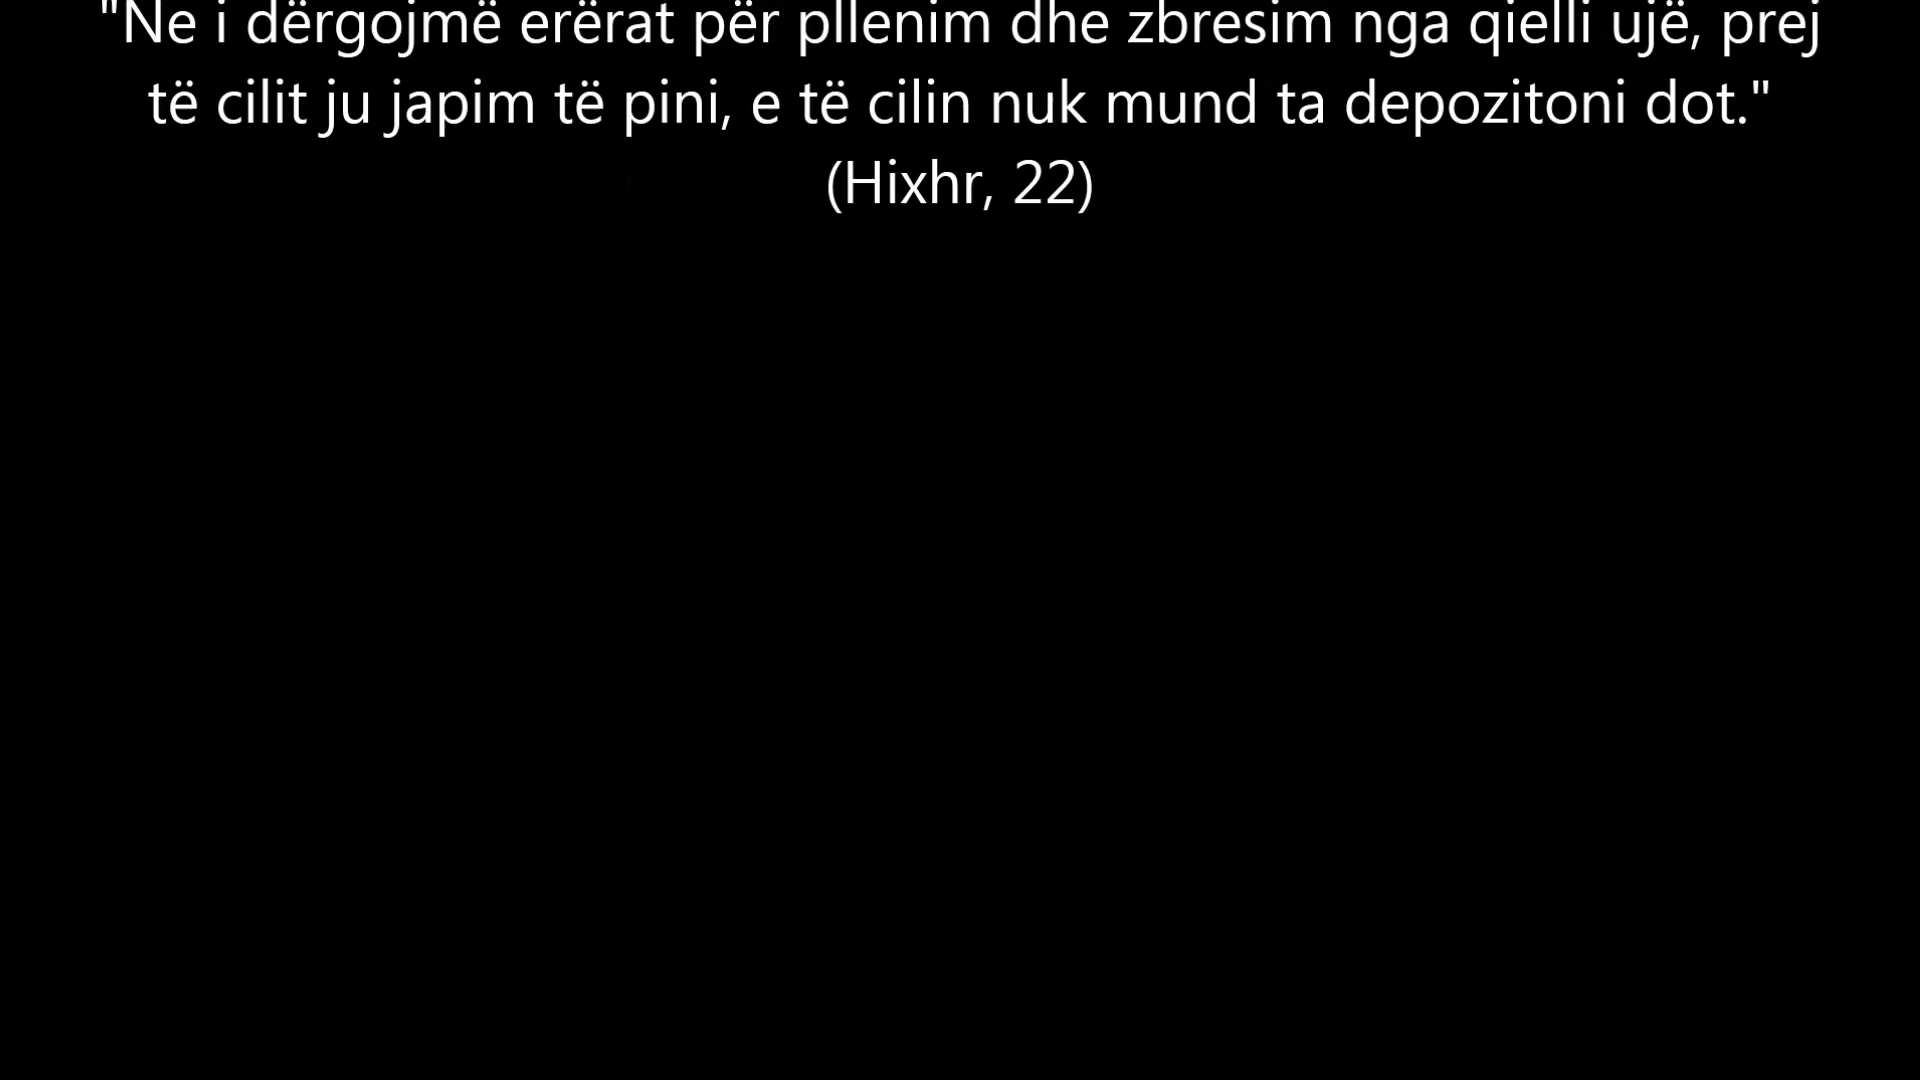 "Ne i dërgojmë erërat për pllenim dhe zbresim nga qielli ujë, prej
të cilit ju japim të pini, e të cilin nuk mund ta depozitoni dot."
(Hixhr, 22)